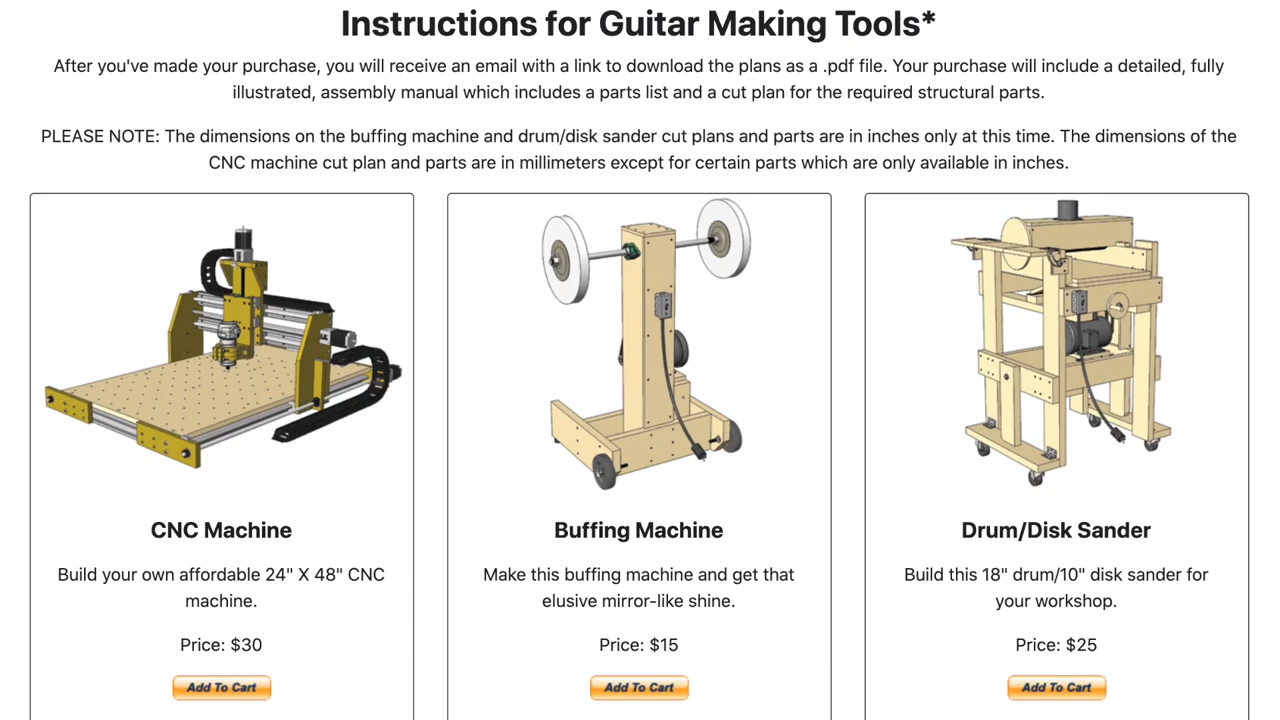 Instructions for Guitar Making Tools*
After you've made your purchase, you will receive an email with a link to download the plans as a .pdf file. Your purchase will include a detailed, fully
illustrated, assembly manual which includes a parts list and a cut plan for the required structural parts.
PLEASE NOTE: The dimensions on the buffing machine and drum/disk sander cut plans and parts are in inches only at this time. The dimensions of the
CNC machine cut plan and parts are in millimeters except for certain parts which are only available in inches.
CNC Machine
Build your own affordable 24" X 48" CNC
machine.
Price: $30
Add To Cart
Buffing Machine
Make this buffing machine and get that
elusive mirror-like shine.
Price: $15
Add To Cart
Drum/Disk Sander
Build this 18" drum/10" disk sander for
your workshop.
Price: $25
Add To Cart